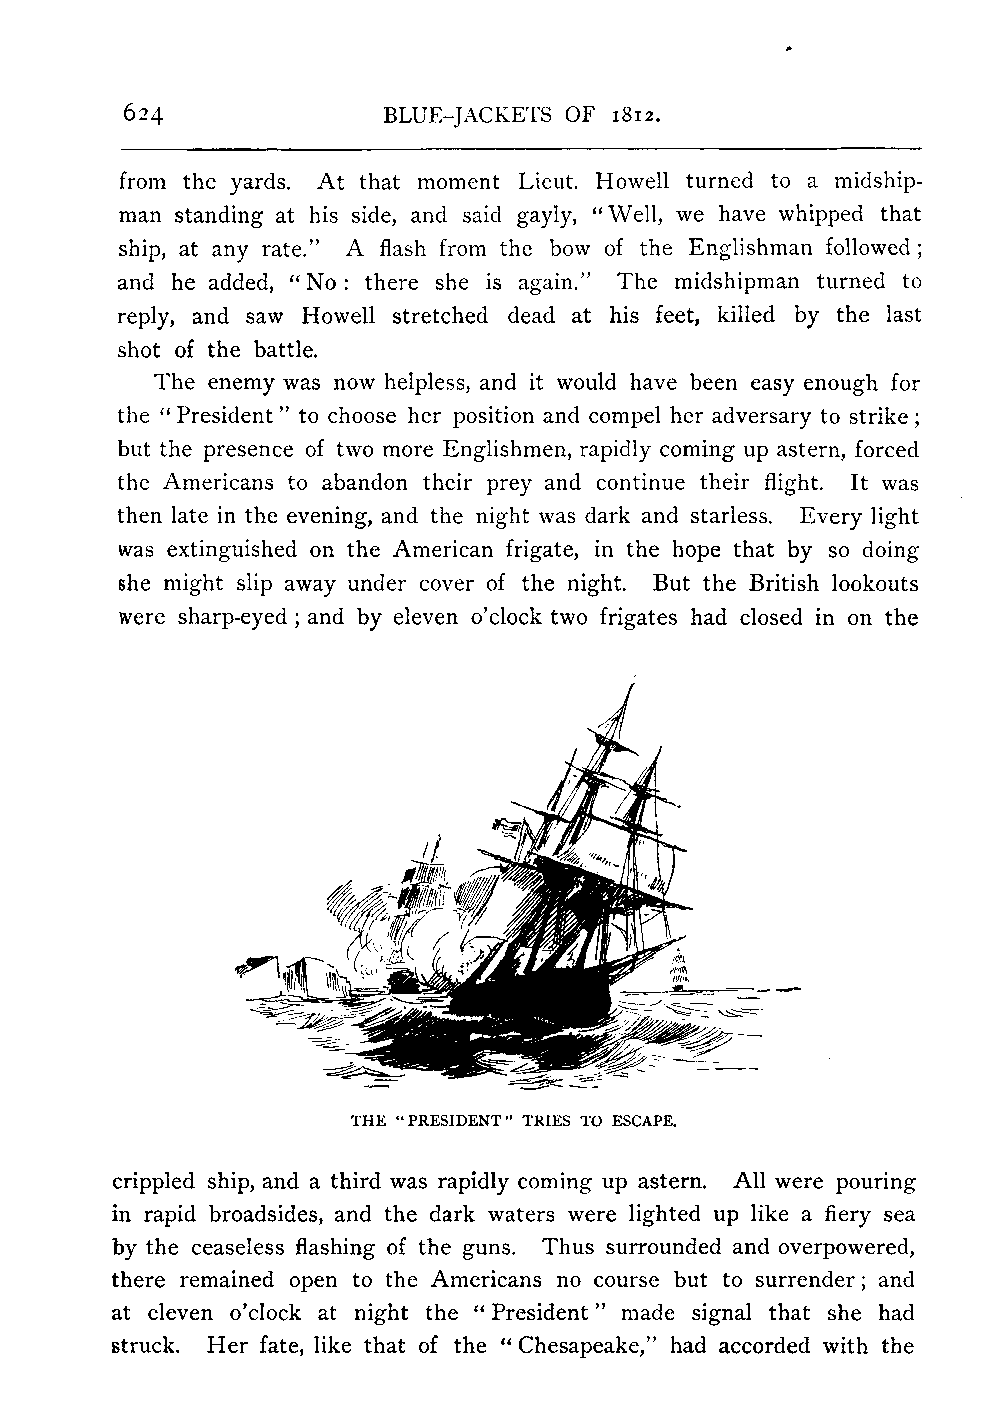 624
BLUE-JACKETS OF 1812.
from the yards. At that moment Lieut. Howell turned to a midship-
man standing at his side, and said gayly, "Well, we have whipped that
ship, at any rate." A flash from the bow of the Englishman followed;
and he added, "No: there she is again." The midshipman turned to
reply, and saw Howell stretched dead at his feet, killed by the last
shot of the battle.
The enemy was now helpless, and it would have been easy enough for
the "President" to choose her position and compel her adversary to strike;
but the presence of two more Englishmen, rapidly coming up astern, forced
the Americans to abandon their prey and continue their flight. It was
then late in the evening, and the night was dark and starless. Every light
was extinguished on the American frigate, in the hope that by so doing
she might slip away under cover of the night. But the British lookouts
were sharp-eyed; and by eleven o'clock two frigates had closed in on the
THE "PRESIDENT" TRIES TO ESCAPE.
crippled ship, and a third was rapidly coming up astern. All were pouring
in rapid broadsides, and the dark waters were lighted up like a fiery sea
by the ceaseless flashing of the guns. Thus surrounded and overpowered,
there remained open to the Americans no course but to surrender; and
at eleven o'clock at night the "President" made signal that she had
struck. Her fate, like that of the "Chesapeake," had accorded with the